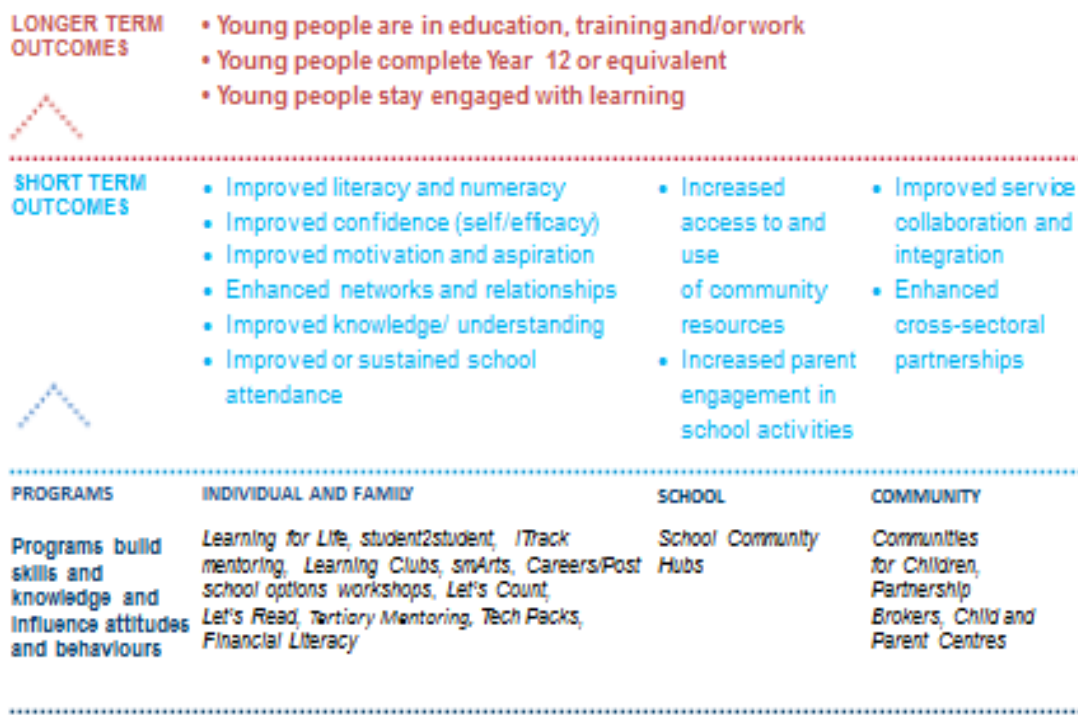 LONGER TERM
OUTCOMES
• Young people are in education, training and/or work
• Young people complete Year 12 or equivalent
• Young people stay engaged with learning
SHORT TERM
OUTCOMES
• Improved literacy and numeracy
• Improved confidence (self/efficacy)
• Improved motivation and aspiration
• Enhanced networks and relationships
• Improved knowledge/ understanding
• Improved or sustained school
attendance
• Increased
access to and
use
of community
resources
• Increased parent
engagement in
school activities
• Improved service
collaboration and
integration
• Enhanced
cross-sectoral
partnerships
PROGRAMS
Programs build
skills and
knowledge and
influence attitudes
and behaviours
INDIVIDUAL AND FAMILY
Learning for Life, student2student, iTrack
mentoring, Learning Clubs, smArts, Careers/Post
school options workshops, Let's Count,
Let's Read, Tertiary Mentoring, Tech Packs,
Financial Literacy
SCHOOL
School Community
Hubs
COMMUNITY
Communities
for Children,
Partnership
Brokers, Child and
Parent Centres